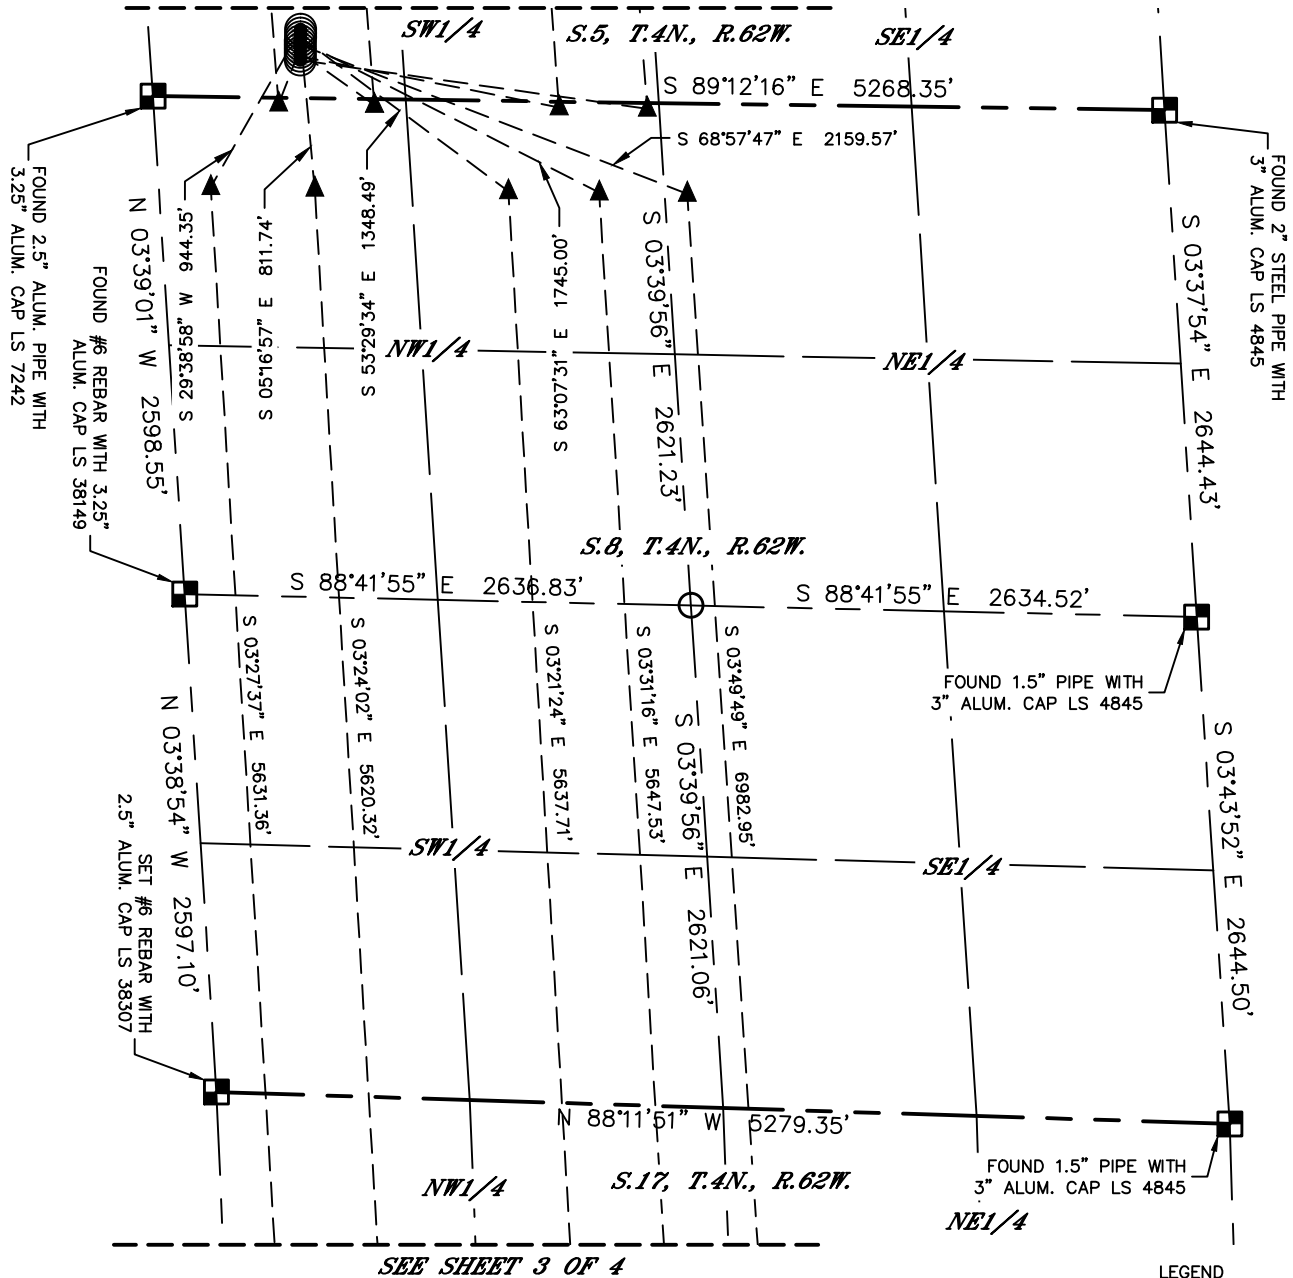 SW1/4
S.5, T.4N., R.62W.
SE1/4
S 89°12'16" E 5268.35'
S 68°57'47" E 2159.57'
FOUND 2.5" ALUM. PIPE WITH
3.25" ALUM. CAP LS 7242
N 03°39'01" W 2598.55'
S 29°38'58" W 944.35'
S 05°16'57" E 811.74'
S 53°29'34" E 1348.49'
S 63°07'31" E 1745.00'
S 03°39'56" E 2621.23'
S 03°37'54" E 2644.43'
FOUND 2" STEEL PIPE WITH
3" ALUM. CAP LS 4845
NW1/4
NE1/4
FOUND #6 REBAR WITH 3.25"
ALUM. CAP LS 38149
S.8, T.4N., R.62W.
S 88°41'55" E 2636.83'
S 88°41'55" E 2634.52'
FOUND 1.5" PIPE WITH
3" ALUM. CAP LS 4845
N 03°38'54" W 2597.10'
S 03°27'37" E 5631.36'
S 03°24'02" E 5620.32'
S 03°21'24" E 5637.71'
S 03°31'16" E 5647.53'
S 03°39'56" E 2621.06'
S 03°49'49" E 6982.95'
S 03°43'52" E 2644.50'
SW1/4
SE1/4
SET #6 REBAR WITH
2.5" ALUM. CAP LS 38307
N 88°11'51" W 5279.35'
FOUND 1.5" PIPE WITH
3" ALUM. CAP LS 4845
NW1/4
S.17, T.4N., R.62W.
NE1/4
SEE SHEET 3 OF 4
LEGEND